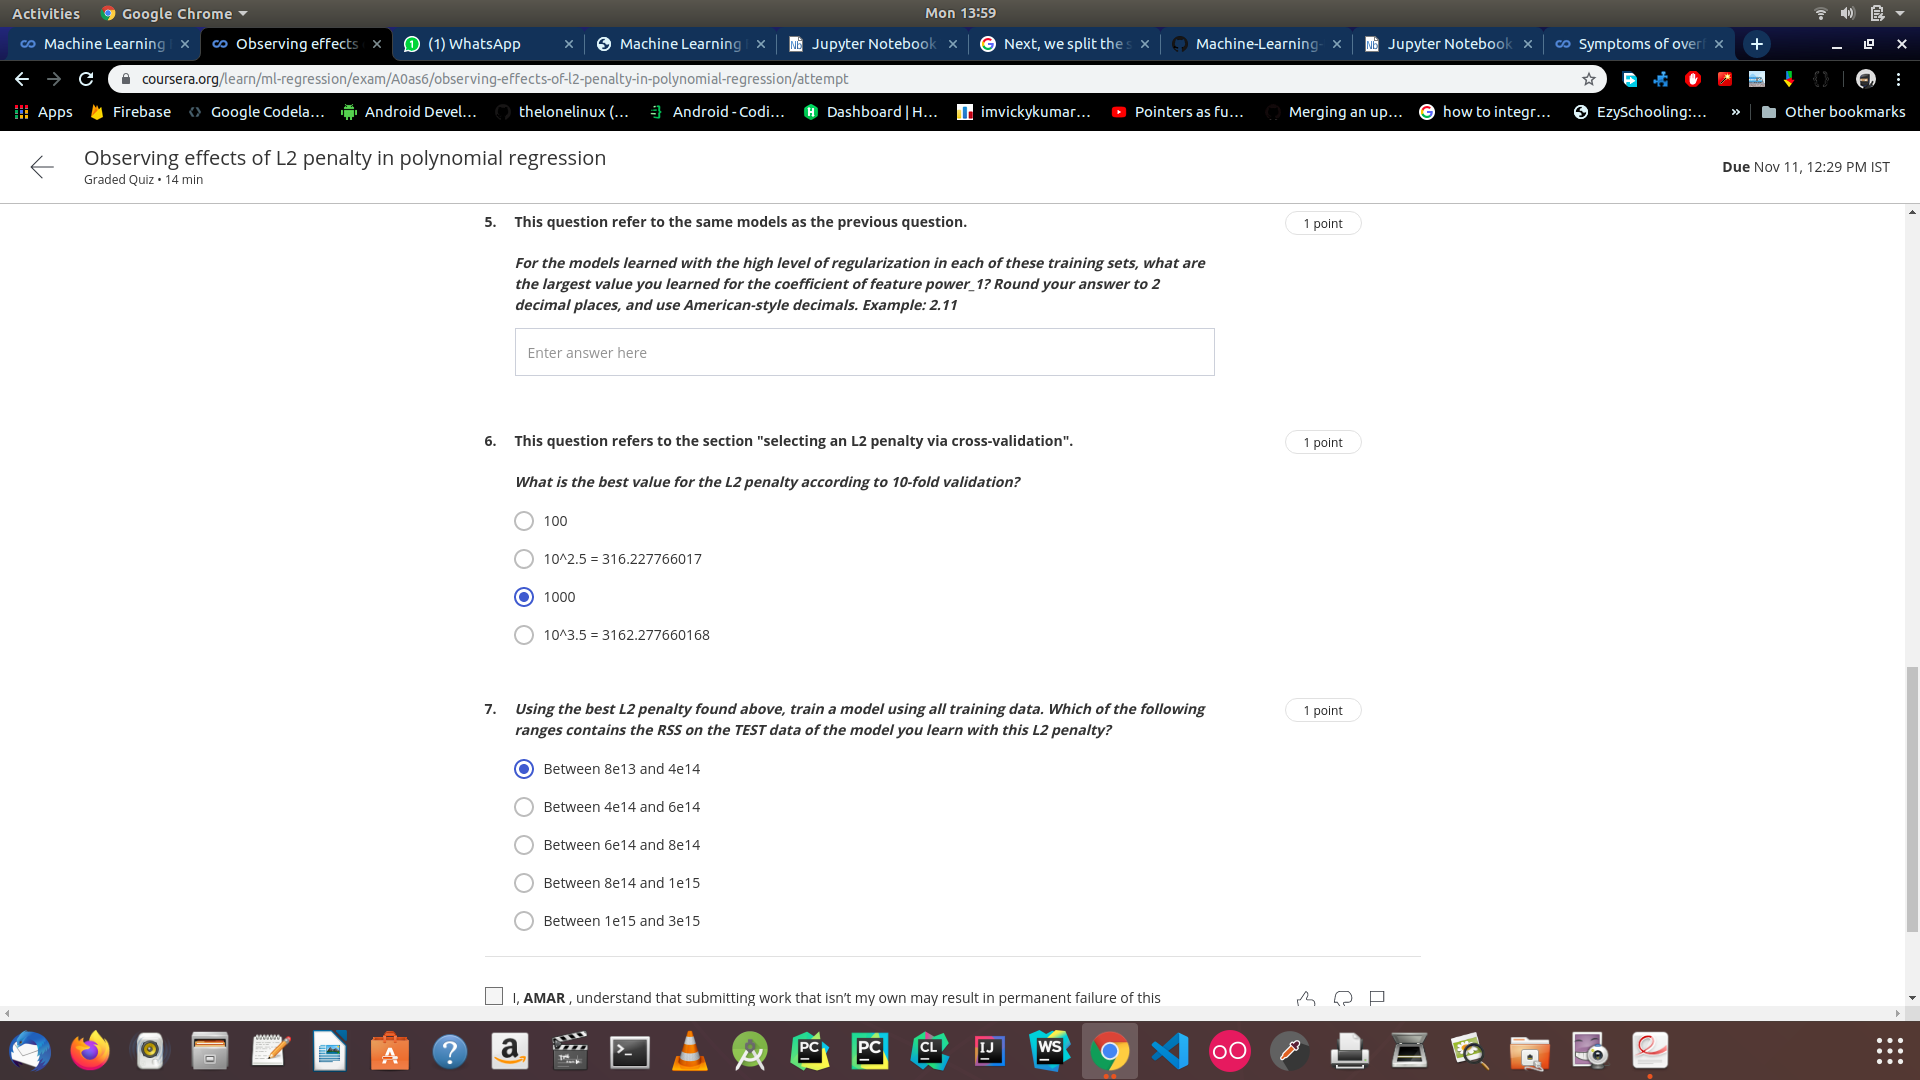 Activities Google Chrome Mon 13:59
Machine Learning Observing effects (1) WhatsApp Machine Learning Jupyter Notebook Next, we split the s Machine-Learning- Jupyter Notebook Symptoms of over
coursera.org/learn/ml-regression/exam/A0as6/observing-effects-of-l2-penalty-in-polynomial-regression/attempt
Apps Firebase Google Codela... Android Devel... thelonelinux (... Android - Codi... Dashboard | H... imvickykumar... Pointers as fu... Merging an up... how to integr... EzySchooling:... » Other bookmarks
Observing effects of L2 penalty in polynomial regression
Graded Quiz • 14 min
Due Nov 11, 12:29 PM IST
5. This question refer to the same models as the previous question. 1 point
For the models learned with the high level of regularization in each of these training sets, what are
the largest value you learned for the coefficient of feature power_1? Round your answer to 2
decimal places, and use American-style decimals. Example: 2.11
Enter answer here
6. This question refers to the section "selecting an L2 penalty via cross-validation". 1 point
What is the best value for the L2 penalty according to 10-fold validation?
100
10^2.5 = 316.227766017
1000
10^3.5 = 3162.277660168
7. Using the best L2 penalty found above, train a model using all training data. Which of the following 1 point
ranges contains the RSS on the TEST data of the model you learn with this L2 penalty?
Between 8e13 and 4e14
Between 4e14 and 6e14
Between 6e14 and 8e14
Between 8e14 and 1e15
Between 1e15 and 3e15
I, AMAR , understand that submitting work that isn't my own may result in permanent failure of this